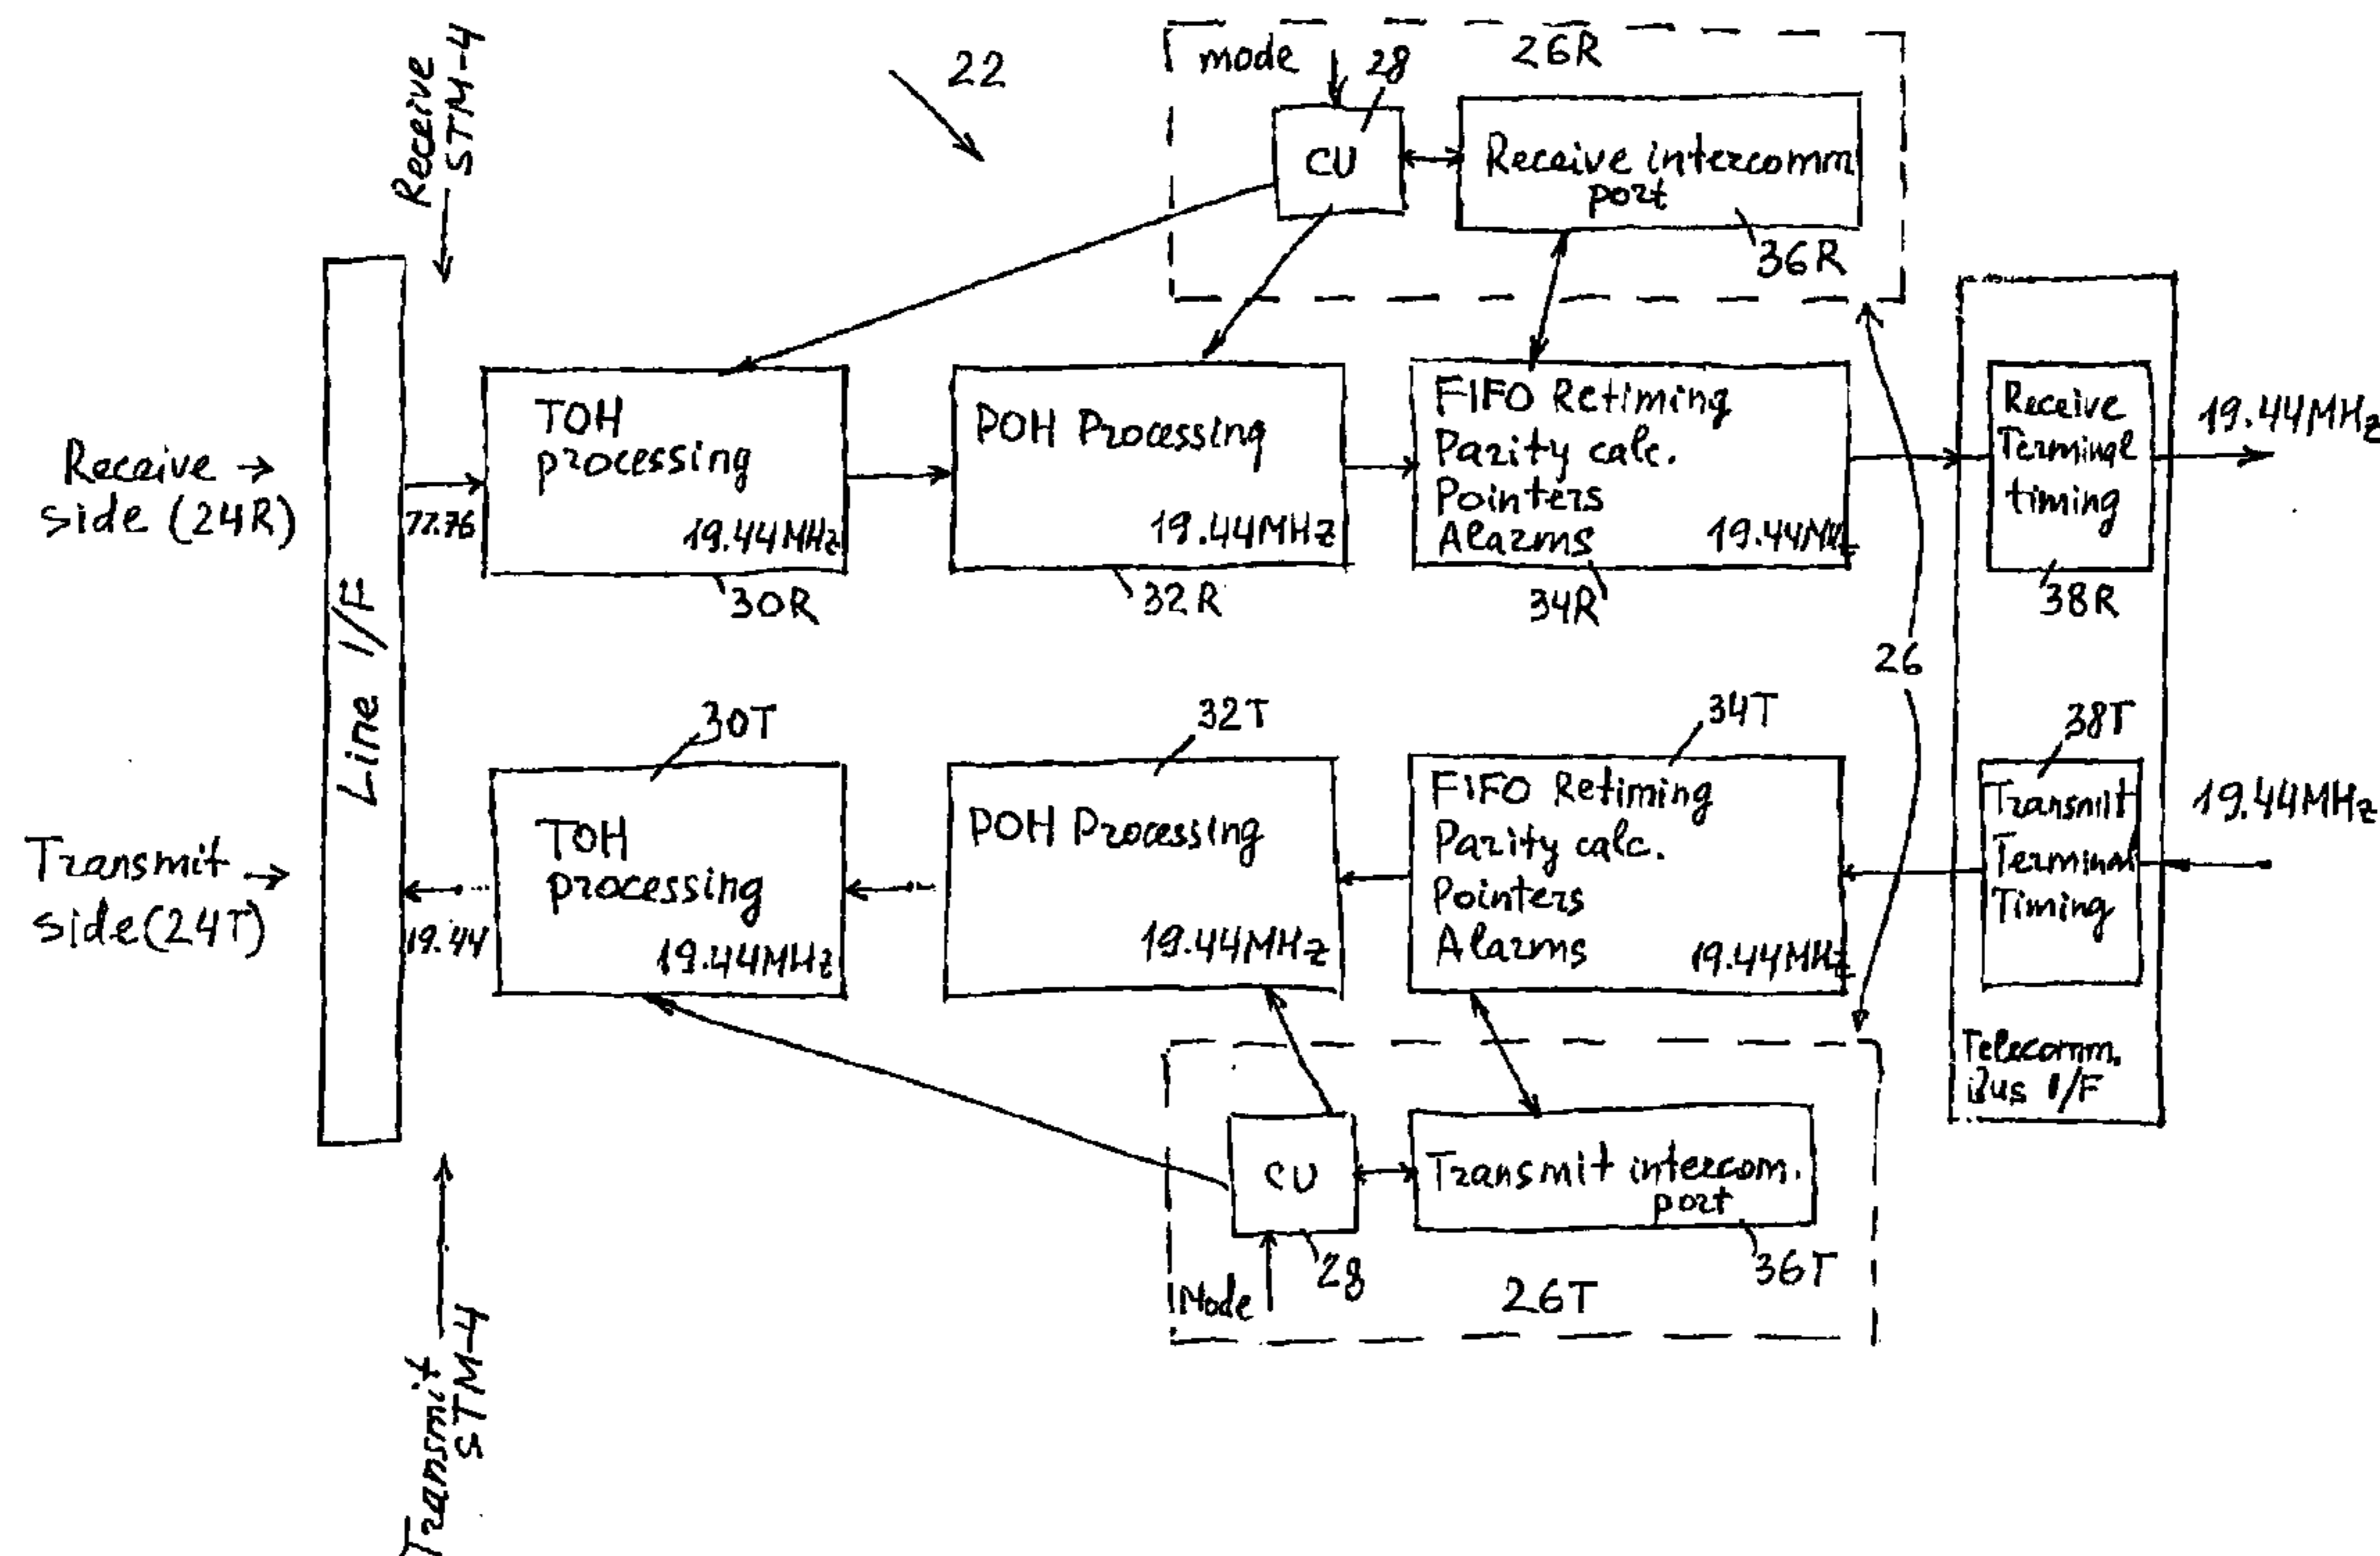 Receive
STM-4
22
mode
28
26R
CU
Receive intercomm
port
36R
Receive →
side (24R)
Line I/F
77.76
TOH
processing
19.44MHz
30R
POH Processing
19.44MHz
32R
FIFO Retiming
Parity calc.
Pointers
Alarms
19.44MHz
34R
Receive
Terminal
timing
38R
19.44MHz
26
Transmit →
side (24T)
19.44
30T
TOH
processing
19.44MHz
32T
POH Processing
19.44MHz
34T
FIFO Retiming
Parity calc.
Pointers
Alarms
19.44MHz
38T
Transmit
Terminal
Timing
19.44MHz
Telecomm.
Bus I/F
CU
28
Mode
Transmit intercom.
port
36T
26T
Transmit
STM-4